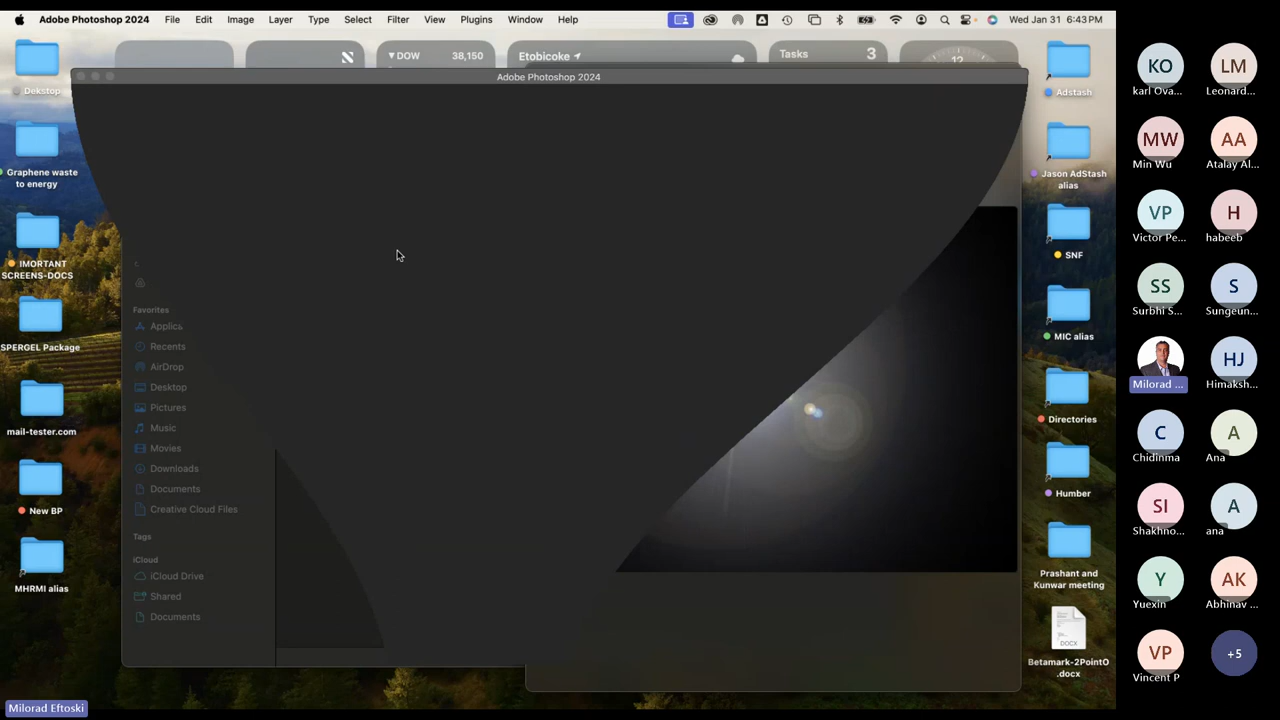 Adobe Photoshop 2024 File Edit Image Layer Type Select Filter View Plugins Window Help Wed Jan 31 6:43 PM
▼DOW 38,150
Etobicoke
Tasks 3
12
Adobe Photoshop 2024
Dekstop
Graphene waste
to energy
IMORTANT
SCREENS-DOCS
SPERGEL Package
mail-tester.com
New BP
MHRMI alias
Favorites
Applic
Recents
AirDrop
Desktop
Pictures
Music
Movies
Downloads
Documents
Creative Cloud Files
Tags
iCloud
iCloud Drive
Shared
Documents
Adstash
Jason AdStash
alias
SNF
MIC alias
Directories
Humber
Prashant and
Kunwar meeting
DOCX
Betamark-2PointO
.docx
KO LM
karl Ova... Leonard...
MW AA
Min Wu Atalay Al...
VP H
Victor Pe... habeeb
SS S
Surbhi S... Sungeun...
HJ
Milorad ... Himaksh...
C A
Chidinma Ana
SI A
Shakhno... ana
Y AK
Yuexin Abhinav ...
VP +5
Vincent P
Milorad Eftoski